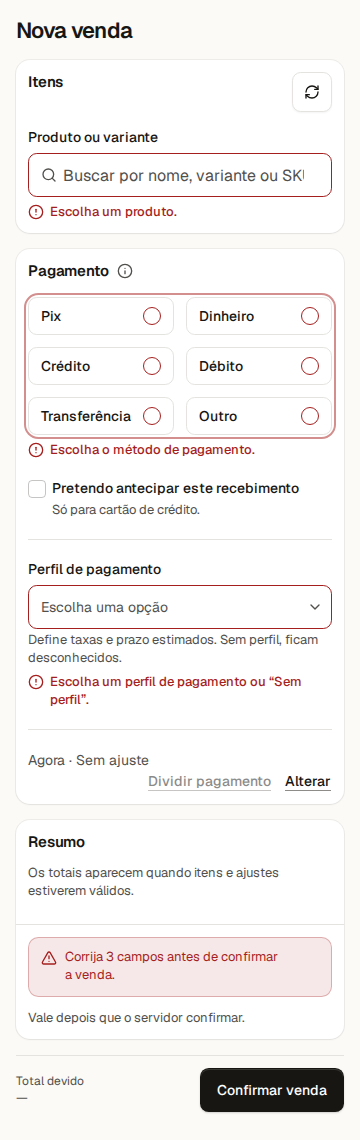 Nova venda
Itens
Produto ou variante
Buscar por nome, variante ou SK
Escolha um produto.
Pagamento
Pix
Dinheiro
Crédito
Débito
Transferência
Outro
Escolha o método de pagamento.
Pretendo antecipar este recebimento
Só para cartão de crédito.
Perfil de pagamento
Escolha uma opção
Define taxas e prazo estimados. Sem perfil, ficam
desconhecidos.
Escolha um perfil de pagamento ou “Sem
perfil”.
Agora · Sem ajuste
Dividir pagamento Alterar
Resumo
Os totais aparecem quando itens e ajustes
estiverem válidos.
Corrija 3 campos antes de confirmar
a venda.
Vale depois que o servidor confirmar.
Total devido
—
Confirmar venda